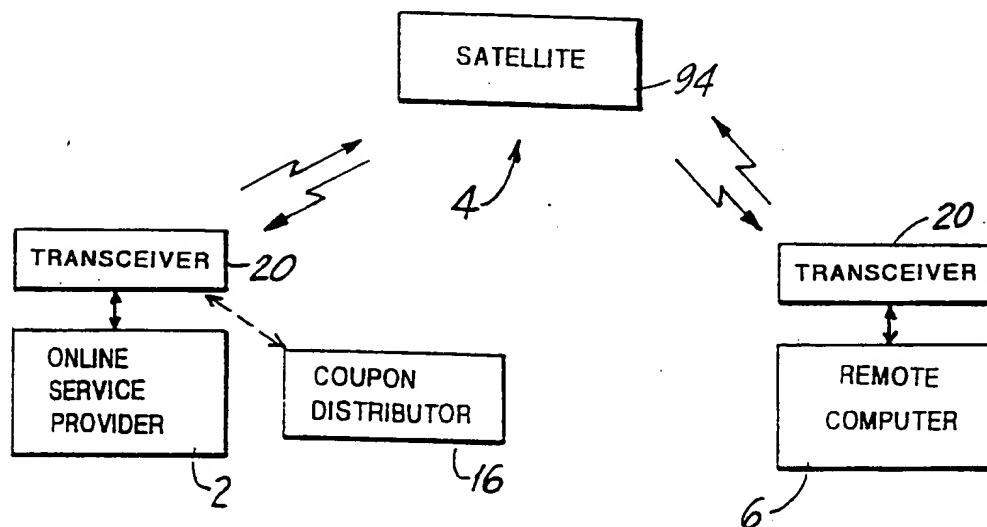 SATELLITE
94
4
TRANSCEIVER
20
20
TRANSCEIVER
ONLINE
SERVICE
PROVIDER
COUPON
DISTRIBUTOR
REMOTE
COMPUTER
2
16
6